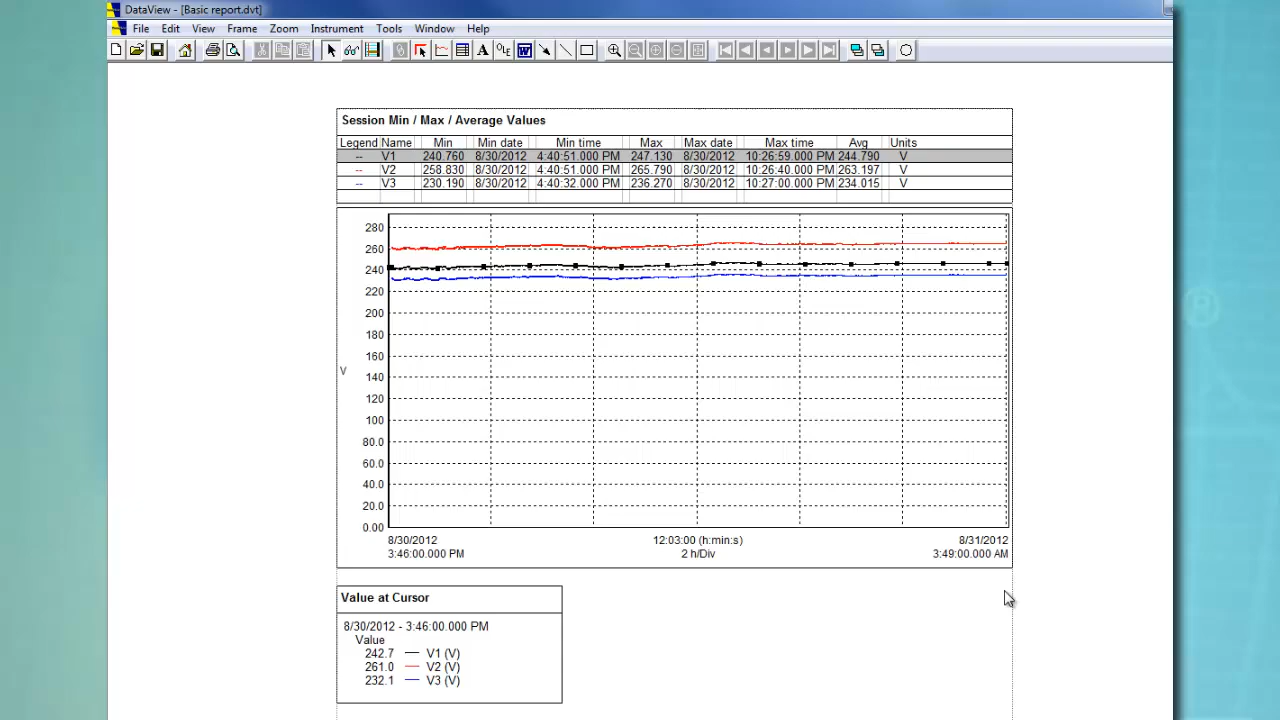 DataView - [Basic report.dvt]
File Edit View Frame Zoom Instrument Tools Window Help
A OLE W
Session Min / Max / Average Values
Legend Name Min Min date Min time Max Max date Max time Avg Units
-- V1 240.760 8/30/2012 4:40:51.000 PM 247.130 8/30/2012 10:26:59.000 PM 244.790 V
-- V2 258.830 8/30/2012 4:40:51.000 PM 265.790 8/30/2012 10:26:40.000 PM 263.197 V
-- V3 230.190 8/30/2012 4:40:32.000 PM 236.270 8/30/2012 10:27:00.000 PM 234.015 V
280
260
240
220
200
180
160
V
140
120
100
80.0
60.0
40.0
20.0
0.00
8/30/2012 12:03:00 (h:min:s) 8/31/2012
3:46:00.000 PM 2 h/Div 3:49:00.000 AM
Value at Cursor
8/30/2012 - 3:46:00.000 PM
Value
242.7 — V1 (V)
261.0 — V2 (V)
232.1 — V3 (V)
®